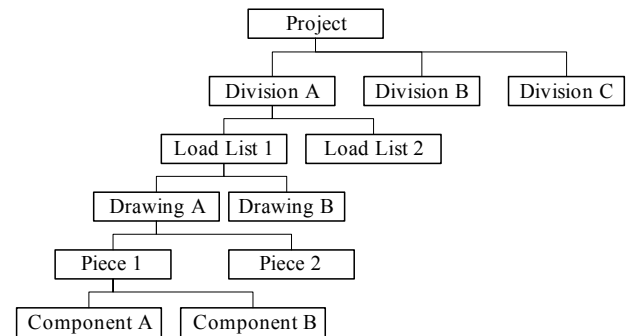 Project
Division A
Division B
Division C
Load List 1
Load List 2
Drawing A
Drawing B
Piece 1
Piece 2
Component A
Component B